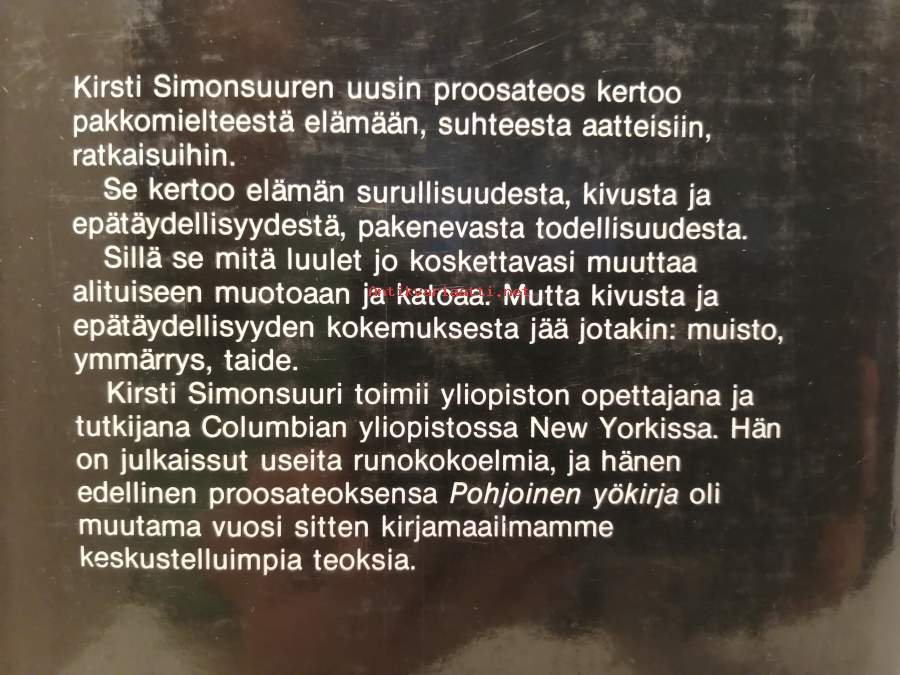 Kirsti Simonsuuren uusin proosateos kertoo
pakkomielteestä elämään, suhteesta aatteisiin,
ratkaisuihin.
Se kertoo elämän surullisuudesta, kivusta ja
epätäydellisyydestä, pakenevasta todellisuudesta.
Sillä se mitä luulet jo koskettavasi muuttaa
alituiseen muotoaan ja katoaa. Mutta kivusta ja
Antikvariaatti.net
epätäydellisyyden kokemuksesta jää jotakin: muisto,
ymmärrys, taide.
Kirsti Simonsuuri toimii yliopiston opettajana ja
tutkijana Columbian yliopistossa New Yorkissa. Hän
on julkaissut useita runokokoelmia, ja hänen
edellinen proosateoksensa Pohjoinen yökirja oli
muutama vuosi sitten kirjamaailmamme
keskustelluimpia teoksia.